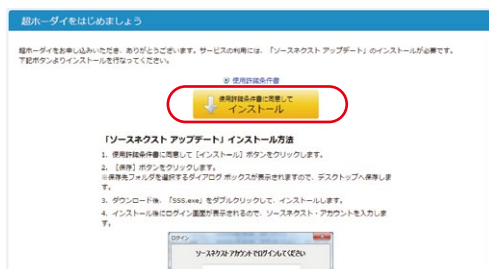 超ホーダイをはじめましょう
超ホーダイをお申し込みいただき、ありがとうございます。サービスの利用には、「ソースネクスト アップデート」のインストールが必要です。
下記ボタンよりインストールを行なってください。
使用許諾条件書
使用許諾条件書に同意して
インストール
「ソースネクスト アップデート」インストール方法
1. 使用許諾条件書に同意して [インストール] ボタンをクリックします。
2. [保存] ボタンをクリックします。
※保存先フォルダを選択するダイアログ ボックスが表示されますので、デスクトップへ保存しま
す。
3. ダウンロード後、「SSS.exe」をダブルクリックして、インストールします。
4. インストール後にログイン画面が表示されるので、ソースネクスト・アカウントを入力しま
す。
ログイン
ソースネクスト・アカウントでログインしてください